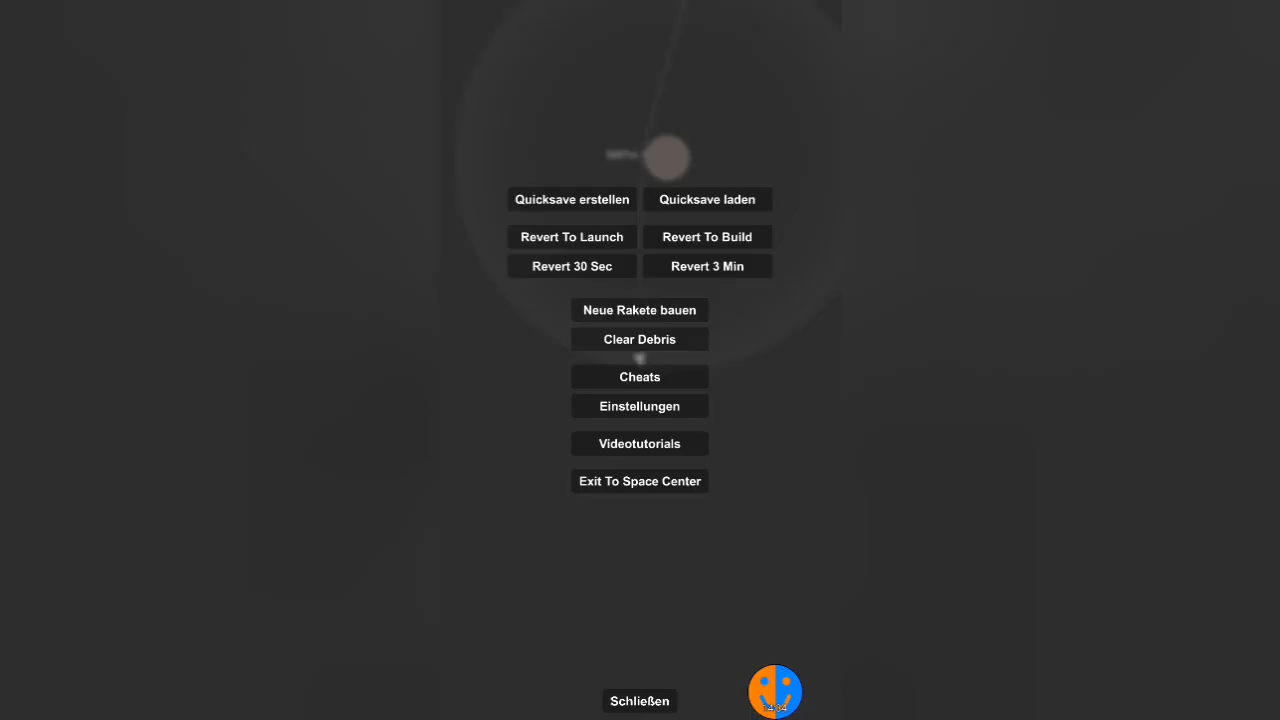 Quicksave erstellen Quicksave laden
Revert To Launch Revert To Build
Revert 30 Sec Revert 3 Min
Neue Rakete bauen
Clear Debris
Cheats
Einstellungen
Videotutorials
Exit To Space Center
Schließen